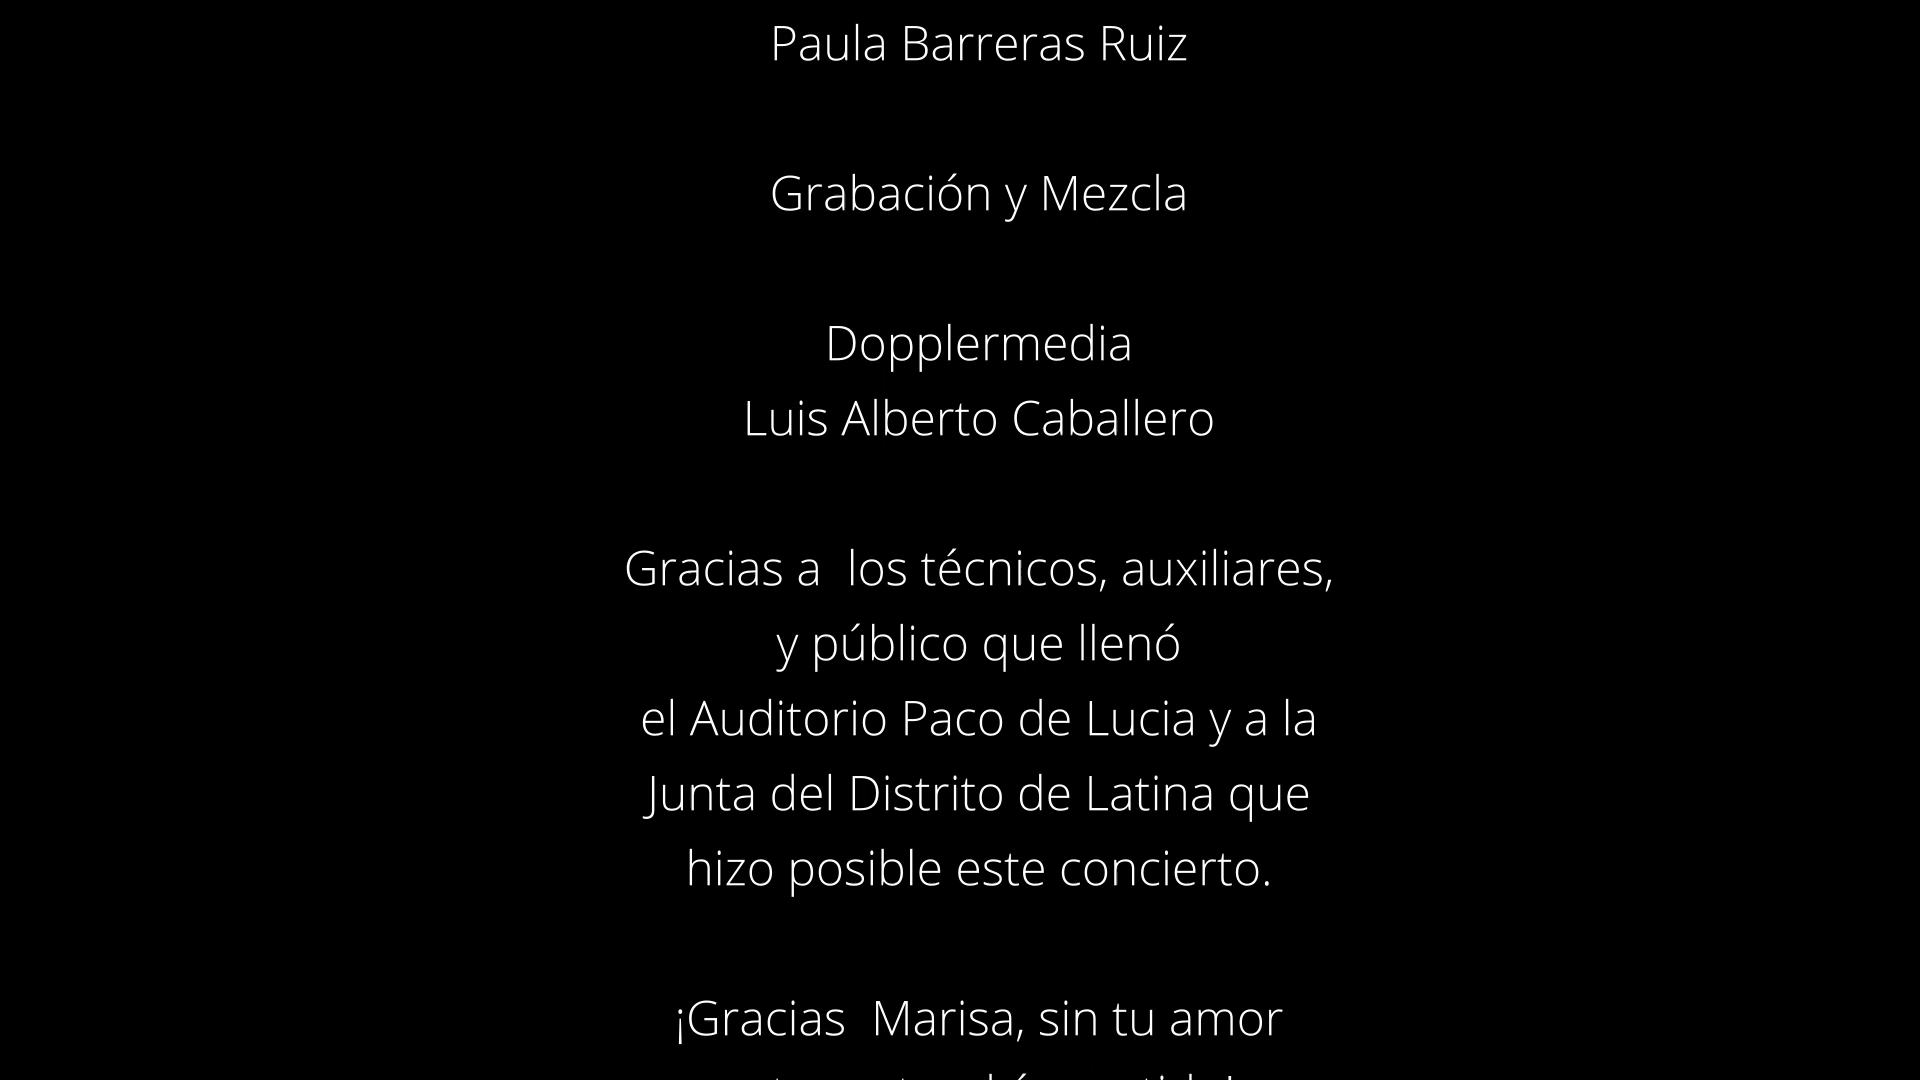 Paula Barreras Ruiz
Grabación y Mezcla
Dopplermedia
Luis Alberto Caballero
Gracias a  los técnicos, auxiliares,
y público que llenó
el Auditorio Paco de Lucia y a la
Junta del Distrito de Latina que
hizo posible este concierto.
¡Gracias  Marisa, sin tu amor